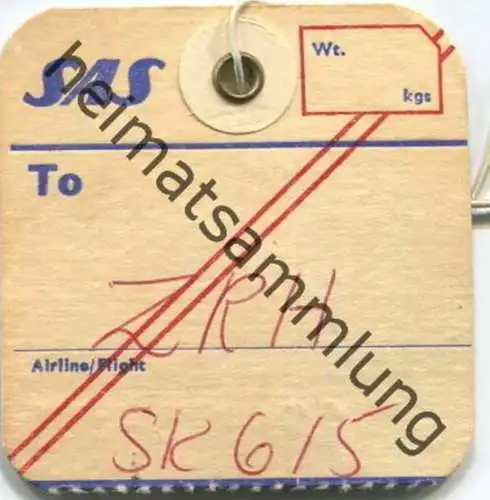 SAS
Wt.
kgs
To
ZRH
Airline/Flight
SK 615
heimatsammlung